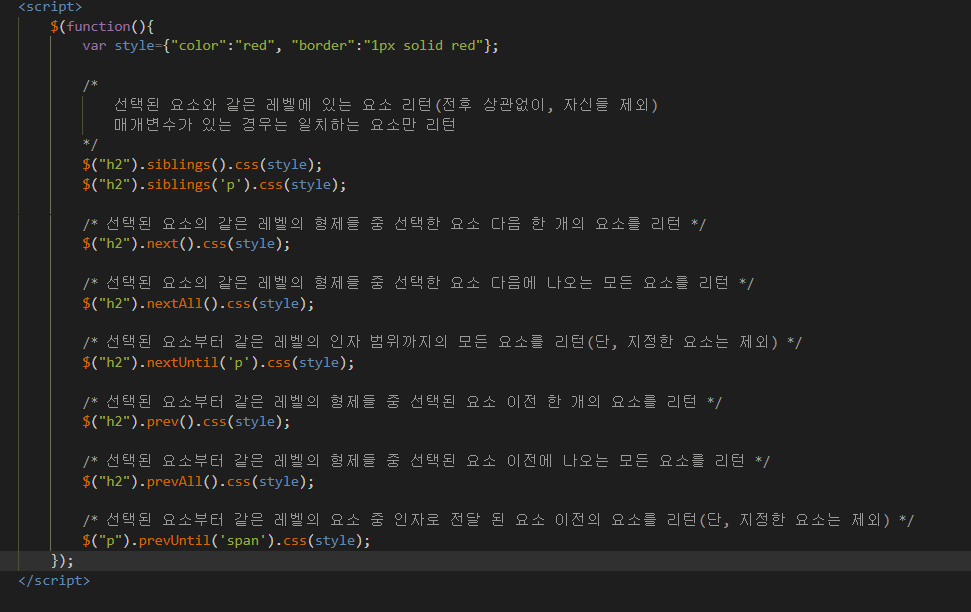 <script>
$(function(){
var style={"color":"red", "border":"1px solid red"};
/*
선택된 요소와 같은 레벨에 있는 요소 리턴(전후 상관없이, 자신을 제외)
매개변수가 있는 경우는 일치하는 요소만 리턴
*/
$("h2").siblings().css(style);
$("h2").siblings('p').css(style);
/* 선택된 요소의 같은 레벨의 형제들 중 선택한 요소 다음 한 개의 요소를 리턴 */
$("h2").next().css(style);
/* 선택된 요소의 같은 레벨의 형제들 중 선택한 요소 다음에 나오는 모든 요소를 리턴 */
$("h2").nextAll().css(style);
/* 선택된 요소부터 같은 레벨의 인자 범위까지의 모든 요소를 리턴(단, 지정한 요소는 제외) */
$("h2").nextUntil('p').css(style);
/* 선택된 요소부터 같은 레벨의 형제들 중 선택된 요소 이전 한 개의 요소를 리턴 */
$("h2").prev().css(style);
/* 선택된 요소부터 같은 레벨의 형제들 중 선택된 요소 이전에 나오는 모든 요소를 리턴 */
$("h2").prevAll().css(style);
/* 선택된 요소부터 같은 레벨의 요소 중 인자로 전달 된 요소 이전의 요소를 리턴(단, 지정한 요소는 제외) */
$("p").prevUntil('span').css(style);
});
</script>